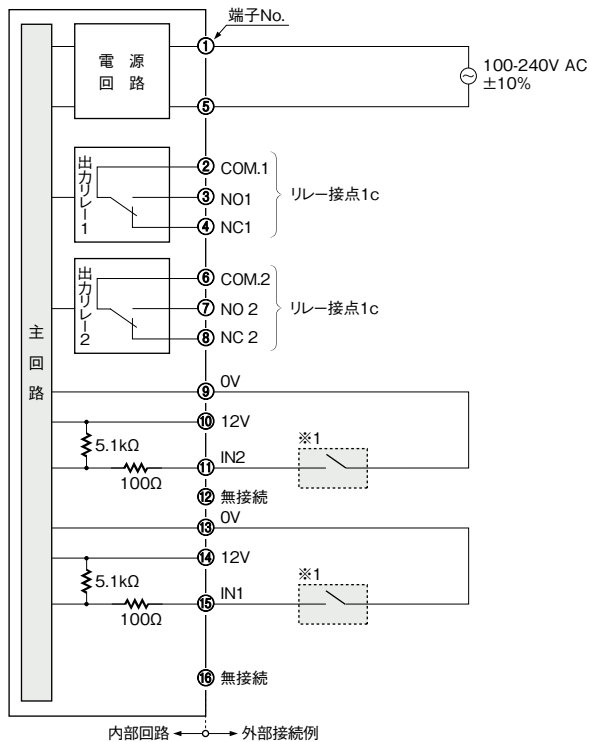 端子No.
①
電源
回路
100-240V AC
±10%
⑤
出力リレー1
② COM.1
③ NO1
④ NC1
リレー接点1c
出力リレー2
⑥ COM.2
⑦ NO 2
⑧ NC 2
リレー接点1c
主回路
⑨ 0V
⑩ 12V
5.1kΩ
※1
⑪ IN2
100Ω
⑫ 無接続
⑬ 0V
⑭ 12V
5.1kΩ
※1
⑮ IN1
100Ω
⑯ 無接続
内部回路
外部接続例